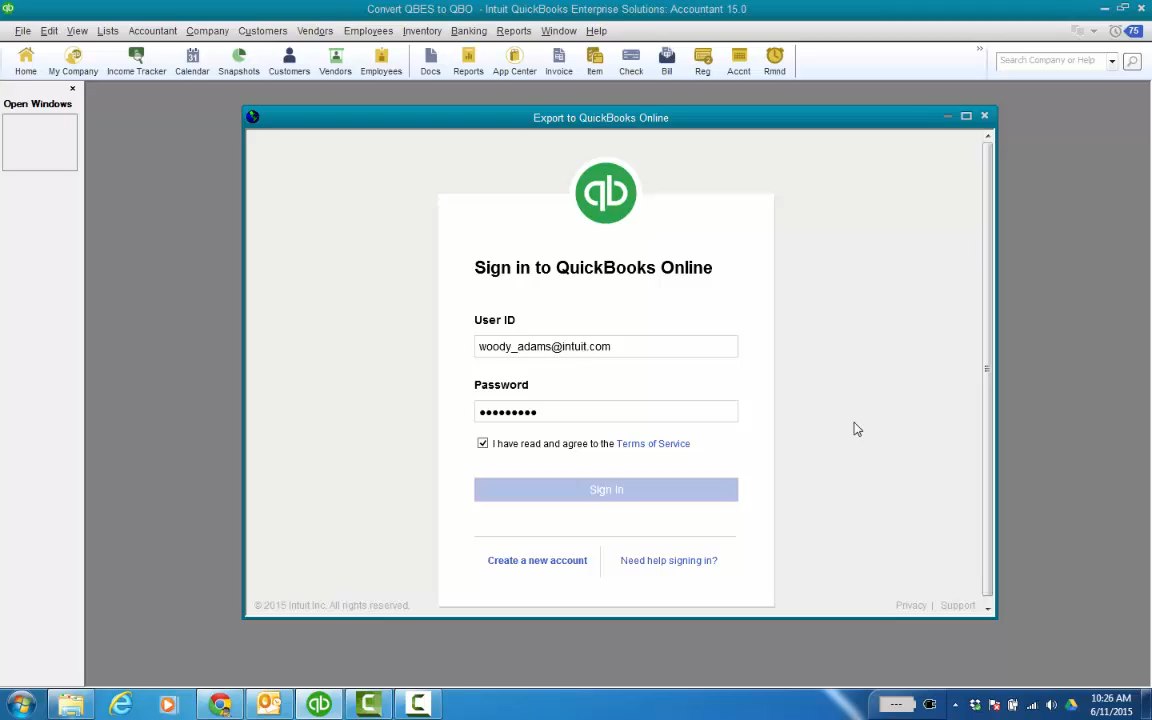 Convert QBES to QBO - Intuit QuickBooks Enterprise Solutions: Accountant 15.0
File Edit View Lists Accountant Company Customers Vendors Employees Inventory Banking Reports Window Help 75
Home My Company Income Tracker Calendar Snapshots Customers Vendors Employees Docs Reports App Center Invoice Item Check Bill Reg Accnt Rmnd Search Company or Help
Open Windows
Export to QuickBooks Online
qb
Sign in to QuickBooks Online
User ID
woody_adams@intuit.com
Password
•••••••••
I have read and agree to the Terms of Service
Sign In
Create a new account Need help signing in?
© 2015 Intuit Inc. All rights reserved. Privacy | Support
10:26 AM
6/11/2015